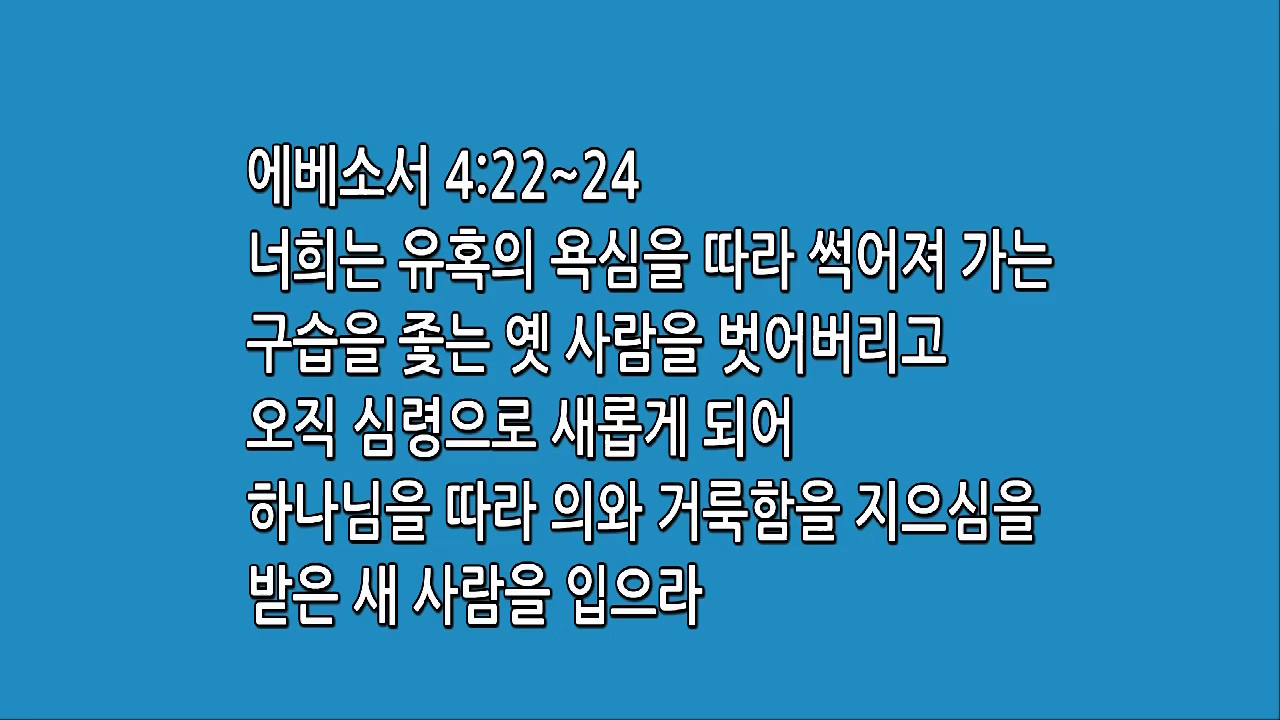 에베소서 4:22~24
너희는 유혹의 욕심을 따라 썩어져 가는
구습을 좇는 옛 사람을 벗어버리고
오직 심령으로 새롭게 되어
하나님을 따라 의와 거룩함을 지으심을
받은 새 사람을 입으라